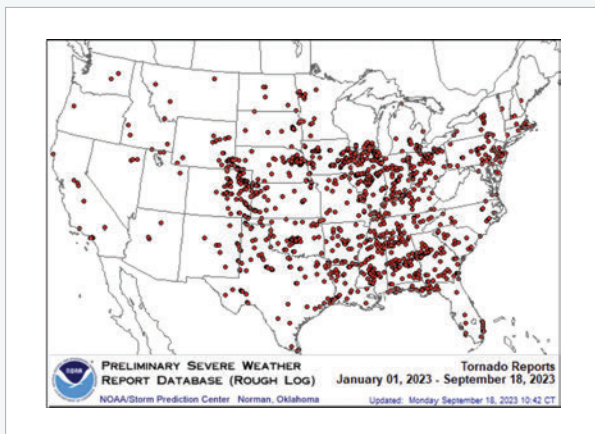 NOAA
PRELIMINARY SEVERE WEATHER
REPORT DATABASE (ROUGH LOG)
NOAA/Storm Prediction Center Norman, Oklahoma
Tornado Reports
January 01, 2023 - September 18, 2023
Updated: Monday September 18, 2023 10:42 CT